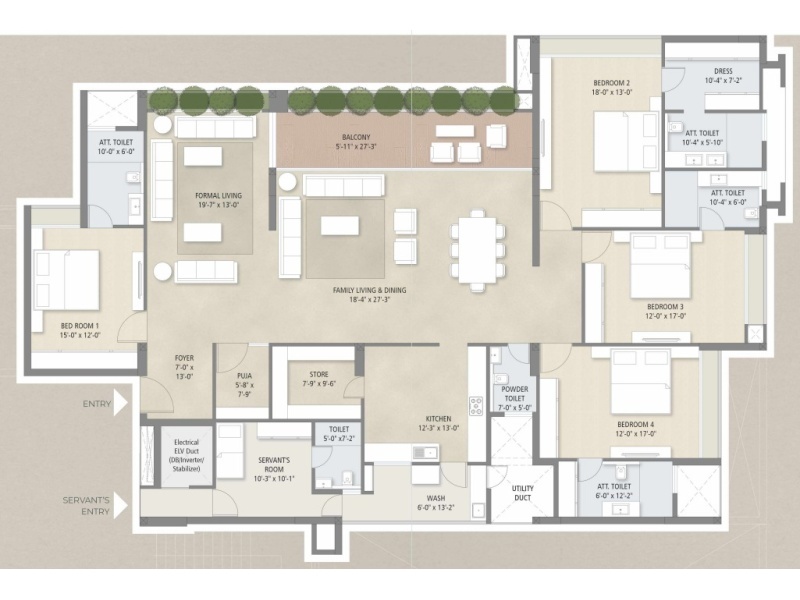 DRESS
10'-4" x 7'-2"
BEDROOM 2
18'-0" x 13'-0"
ATT. TOILET
10'-0" x 6'-0"
BALCONY
5'-11" x 27'-3"
ATT. TOILET
10'-4" x 5'-10"
FORMAL LIVING
19'-7" x 13'-0"
ATT. TOILET
10'-4" x 6'-0"
FAMILY LIVING & DINING
18'-4" x 27'-3"
BEDROOM 3
12'-0" x 17'-0"
BED ROOM 1
15'-0" x 12'-0"
FOYER
7'-0" x
13'-0"
PUJA
5'-8" x
7'-9"
STORE
7'-9" x 9'-6"
POWDER
TOILET
7'-0" x 5'-0"
ENTRY
KITCHEN
12'-3" x 13'-0"
BEDROOM 4
12'-0" x 17'-0"
Electrical
ELV Duct
(DB/Inverter/
Stabilizer)
TOILET
5'-0"x7'-2"
SERVANT'S
ROOM
10'-3" x 10'-1"
SERVANT'S
ENTRY
WASH
6'-0" x 13'-2"
UTILITY
DUCT
ATT. TOILET
6'-0" x 12'-2"